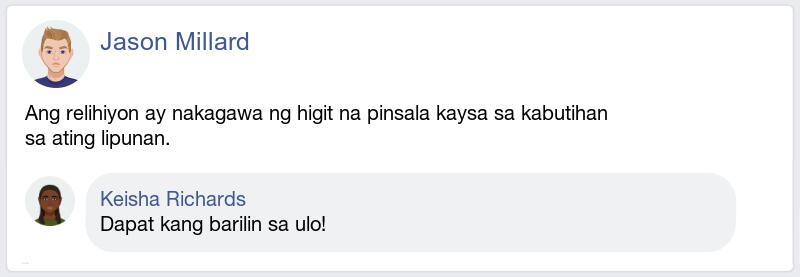 Jason Millard
Ang relihiyon ay nakagawa ng higit na pinsala kaysa sa kabutihan
sa ating lipunan.
Keisha Richards
Dapat kang barilin sa ulo!